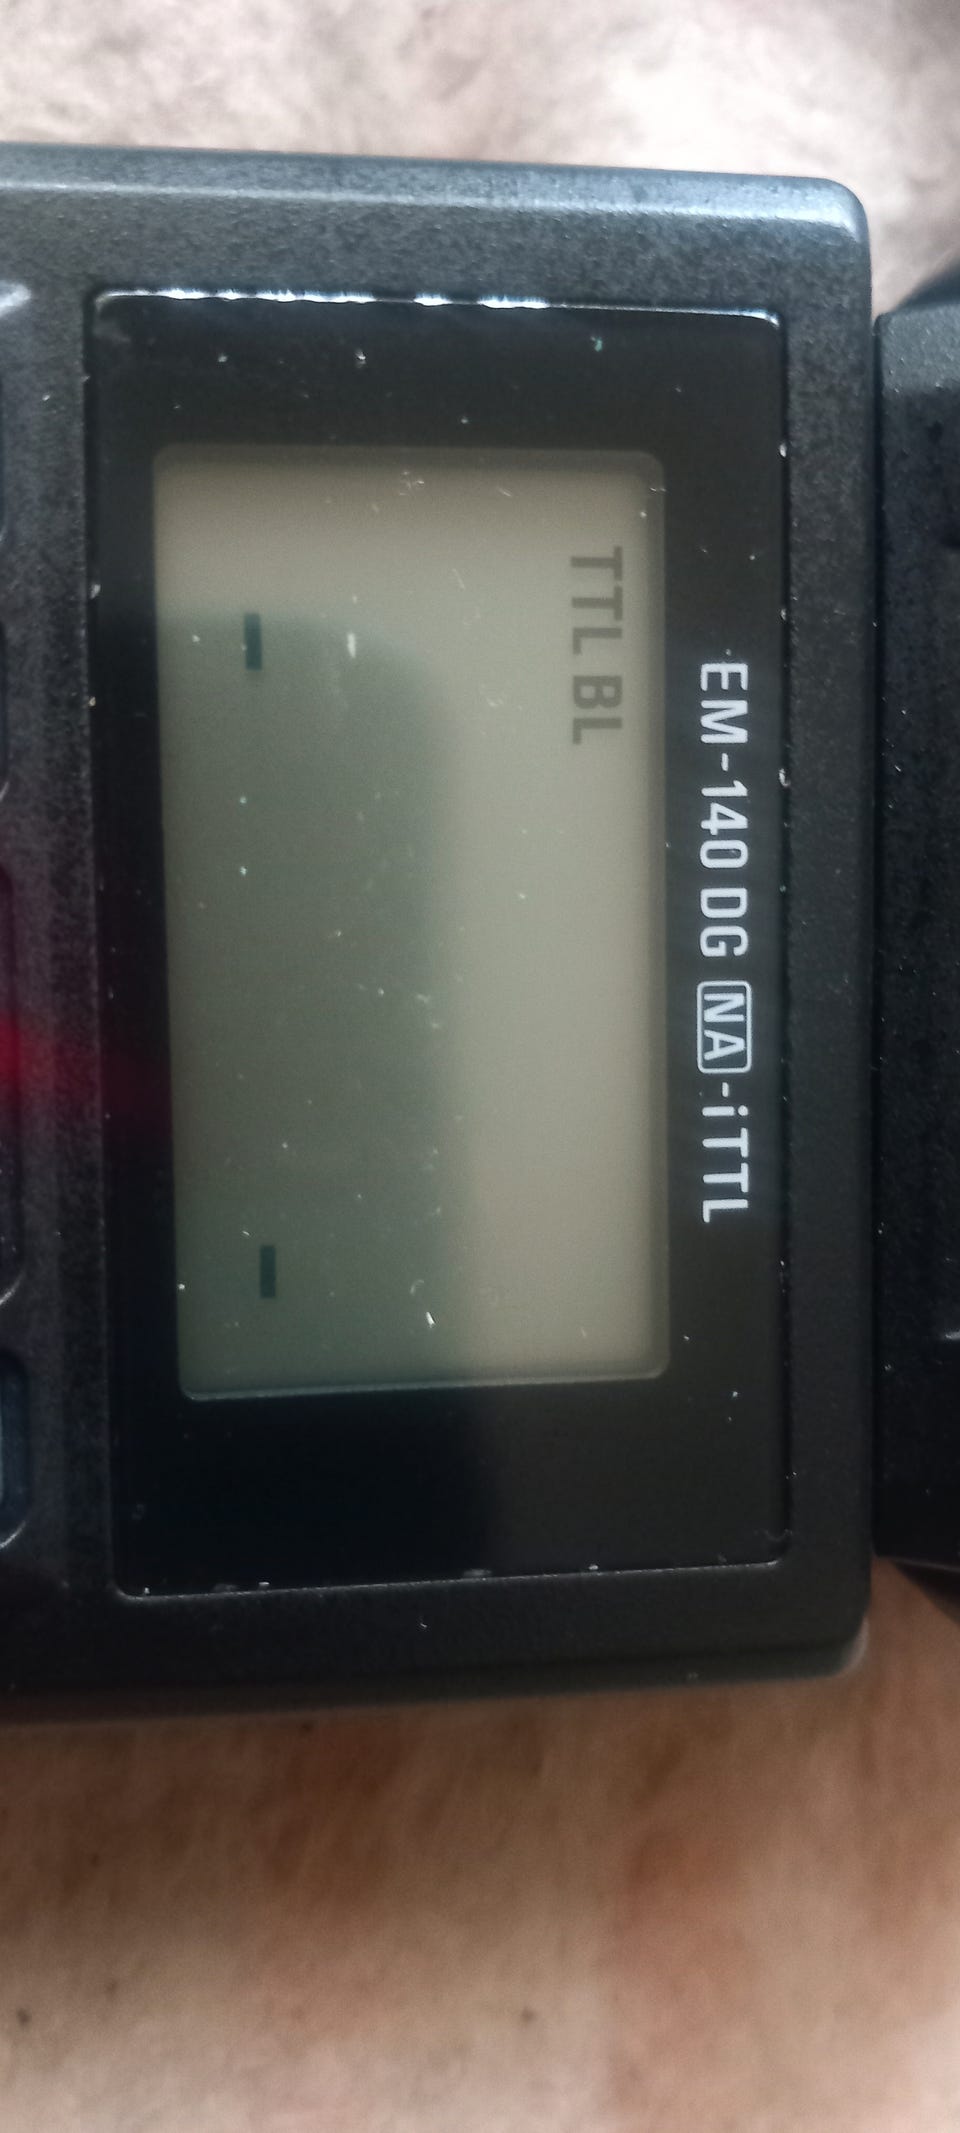 EM-140 DG NA-iTTL
TTL BL
- -